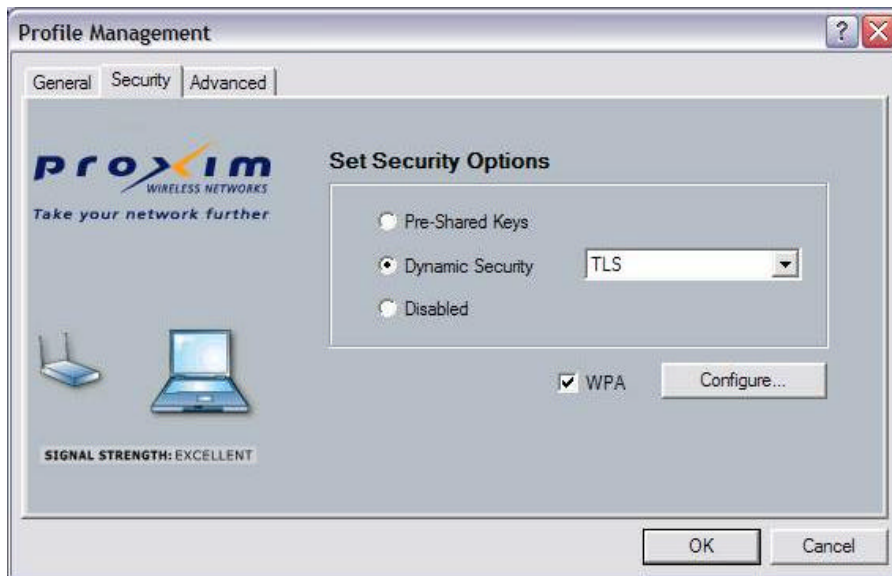 Profile Management
?
General Security Advanced
proxim
WIRELESS NETWORKS
Take your network further
Set Security Options
Pre-Shared Keys
Dynamic Security TLS
Disabled
WPA Configure...
SIGNAL STRENGTH: EXCELLENT
OK Cancel